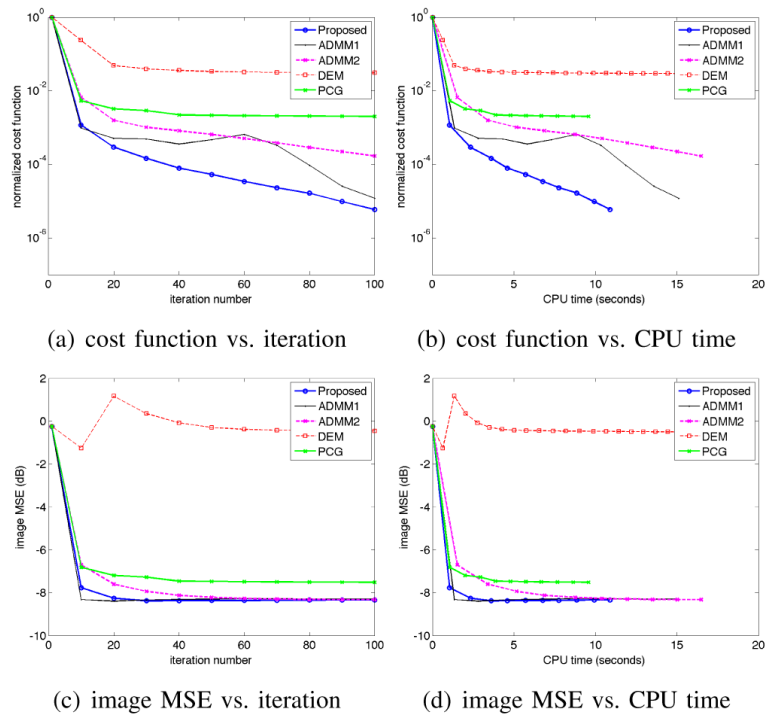 10^0
10^-2
10^-4
10^-6
normalized cost function
0 20 40 60 80 100
iteration number
Proposed
ADMM1
ADMM2
DEM
PCG
(a) cost function vs. iteration
10^0
10^-2
10^-4
10^-6
normalized cost function
0 5 10 15 20
CPU time (seconds)
Proposed
ADMM1
ADMM2
DEM
PCG
(b) cost function vs. CPU time
2
0
-2
-4
-6
-8
-10
image MSE (dB)
0 20 40 60 80 100
iteration number
Proposed
ADMM1
ADMM2
DEM
PCG
(c) image MSE vs. iteration
2
0
-2
-4
-6
-8
-10
image MSE (dB)
0 5 10 15 20
CPU time (seconds)
Proposed
ADMM1
ADMM2
DEM
PCG
(d) image MSE vs. CPU time